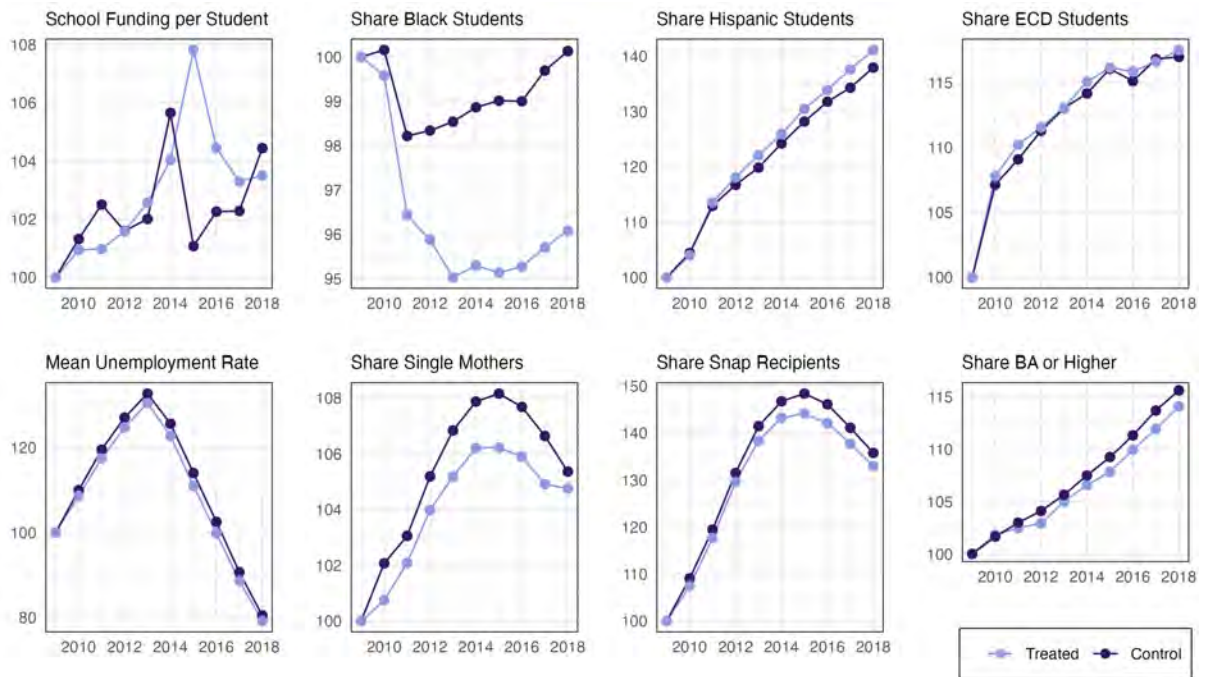 School Funding per Student
108
106
104
102
100
2010 2012 2014 2016 2018
Share Black Students
100
99
98
97
96
95
2010 2012 2014 2016 2018
Share Hispanic Students
140
130
120
110
100
2010 2012 2014 2016 2018
Share ECD Students
115
110
105
100
2010 2012 2014 2016 2018
Mean Unemployment Rate
120
100
80
2010 2012 2014 2016 2018
Share Single Mothers
108
106
104
102
100
2010 2012 2014 2016 2018
Share Snap Recipients
150
140
130
120
110
100
2010 2012 2014 2016 2018
Share BA or Higher
115
110
105
100
2010 2012 2014 2016 2018
Treated Control